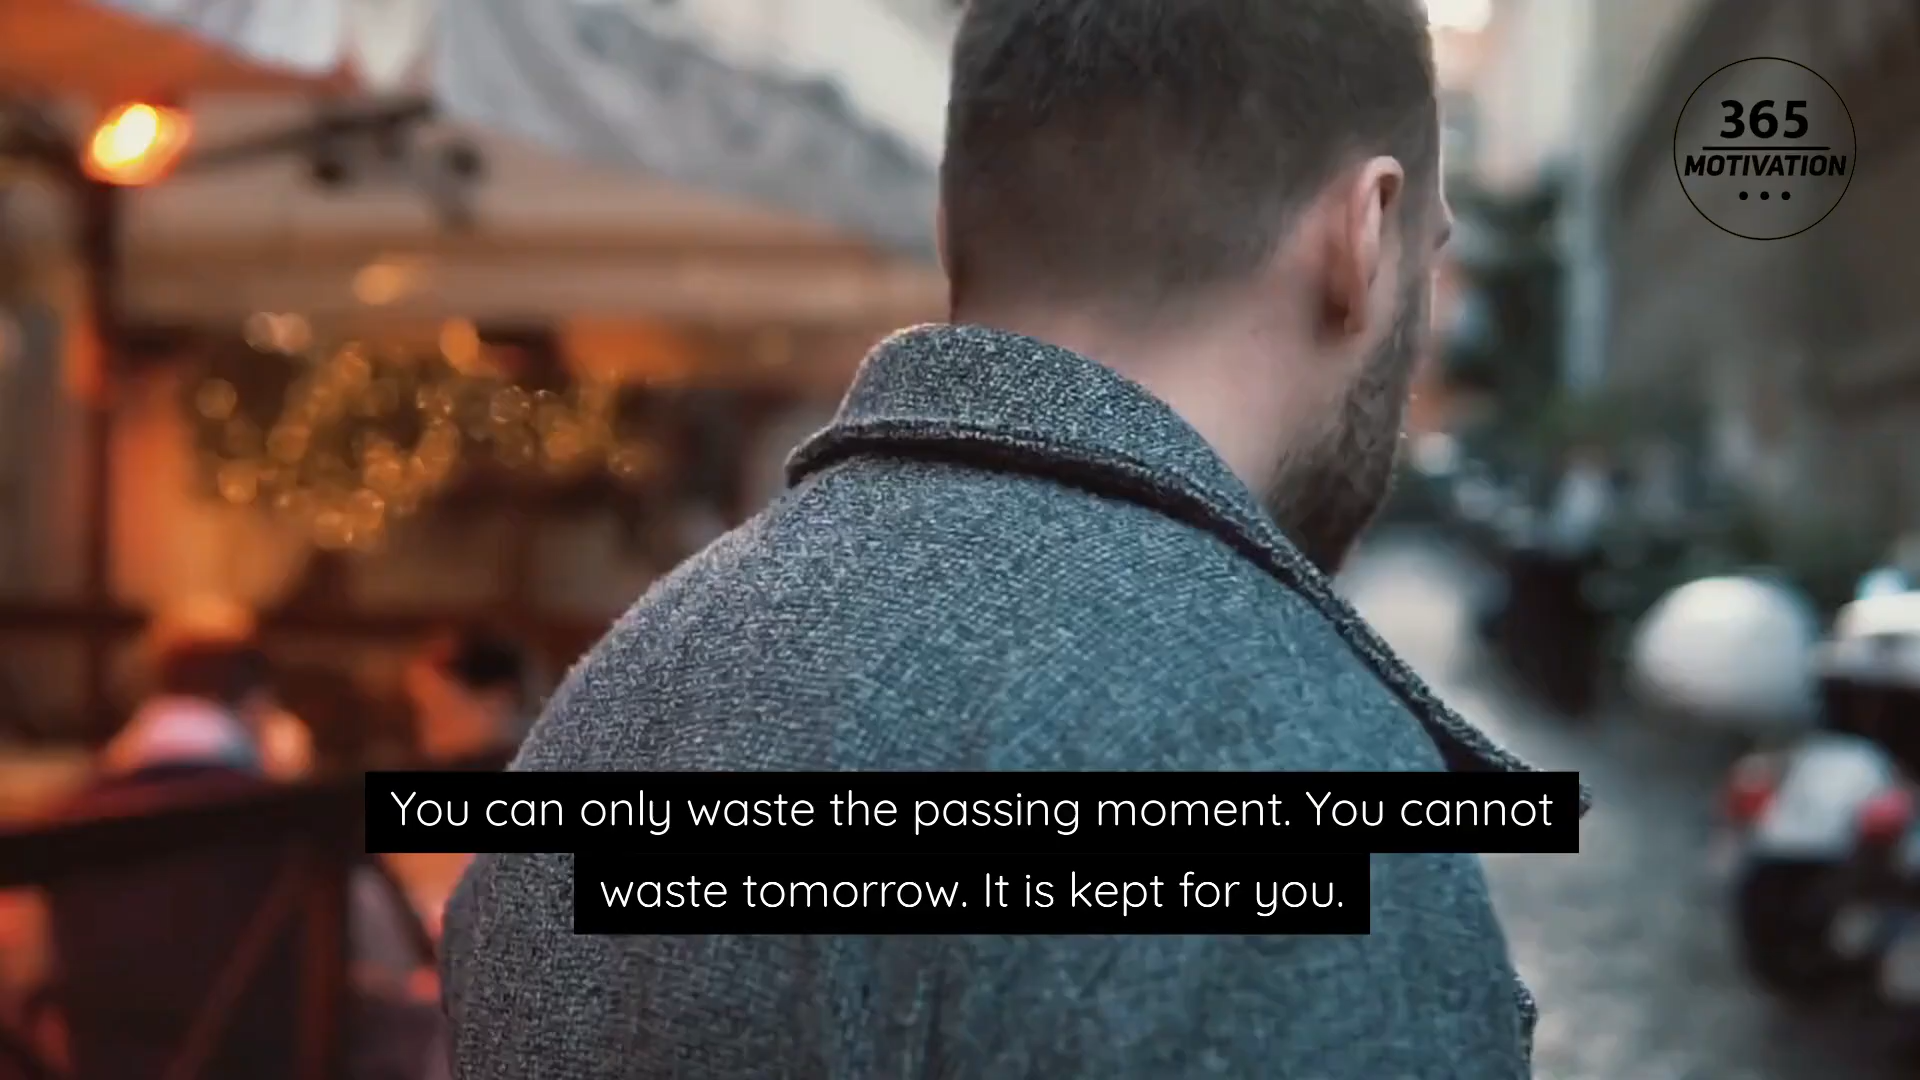 365
MOTIVATION
You can only waste the passing moment. You cannot
waste tomorrow. It is kept for you.